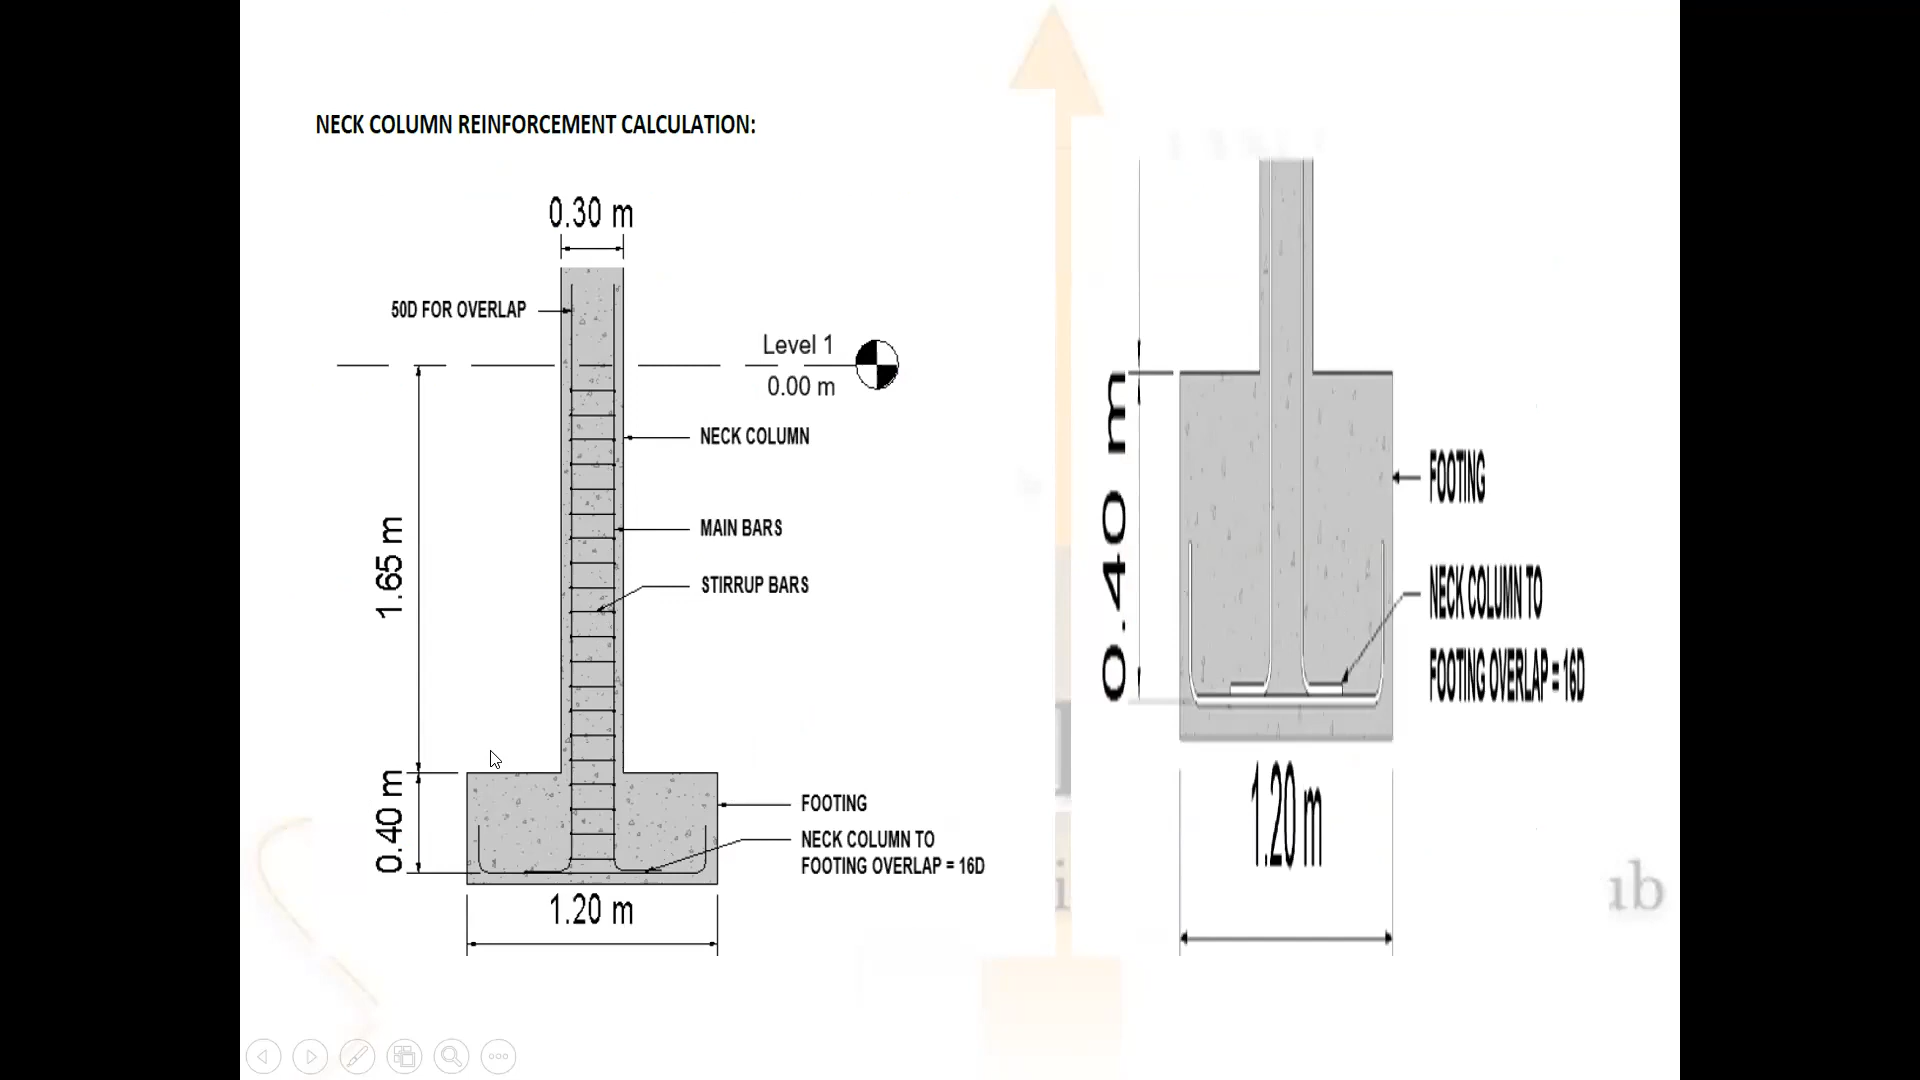 NECK COLUMN REINFORCEMENT CALCULATION:
0.30 m
50D FOR OVERLAP
Level 1
0.00 m
NECK COLUMN
MAIN BARS
STIRRUP BARS
1.65 m
0.40 m
FOOTING
NECK COLUMN TO
FOOTING OVERLAP = 16D
1.20 m
0.40 m
FOOTING
NECK COLUMN TO
FOOTING OVERLAP = 16D
1.20 m